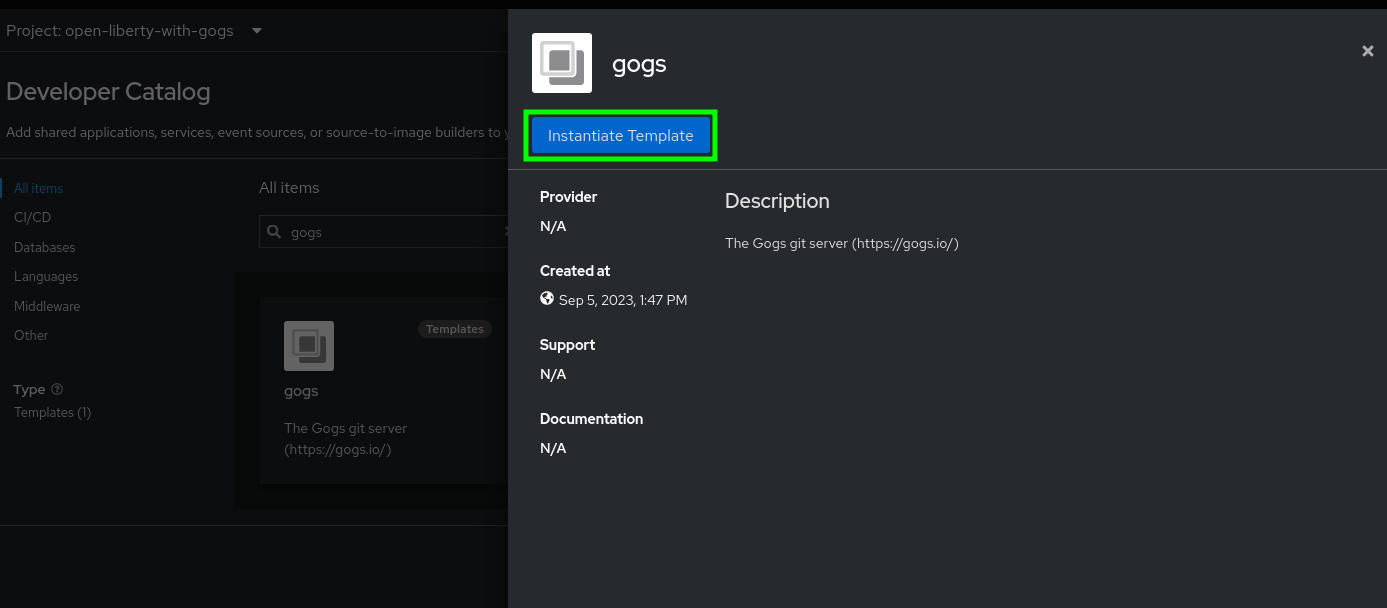 Project: open-liberty-with-gogs
Developer Catalog
Add shared applications, services, event sources, or source-to-image builders to
All items
CI/CD
Databases
Languages
Middleware
Other
Type
Templates (1)
All items
gogs
Templates
gogs
The Gogs git server
(https://gogs.io/)
gogs
Instantiate Template
Provider
N/A
Created at
Sep 5, 2023, 1:47 PM
Support
N/A
Documentation
N/A
Description
The Gogs git server (https://gogs.io/)